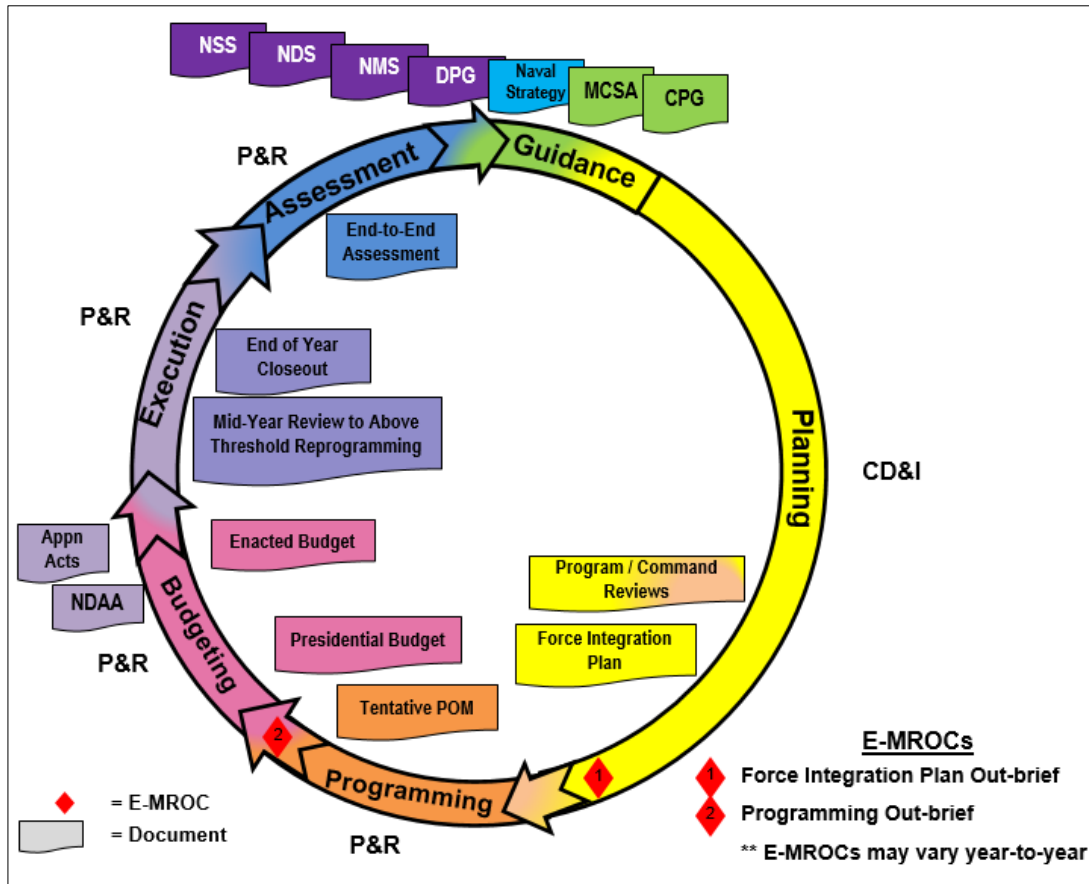 NSS
NDS
NMS
DPG
Naval
Strategy
MCSA
CPG
P&R
Assessment
Guidance
End-to-End
Assessment
P&R
Execution
End of Year
Closeout
Mid-Year Review to Above
Threshold Reprogramming
Planning
CD&I
Appn
Acts
NDAA
Enacted Budget
Budgeting
Program / Command
Reviews
Presidential Budget
Force Integration
Plan
P&R
Tentative POM
2
Programming
1
P&R
= E-MROC
= Document
E-MROCs
1 Force Integration Plan Out-brief
2 Programming Out-brief
** E-MROCs may vary year-to-year